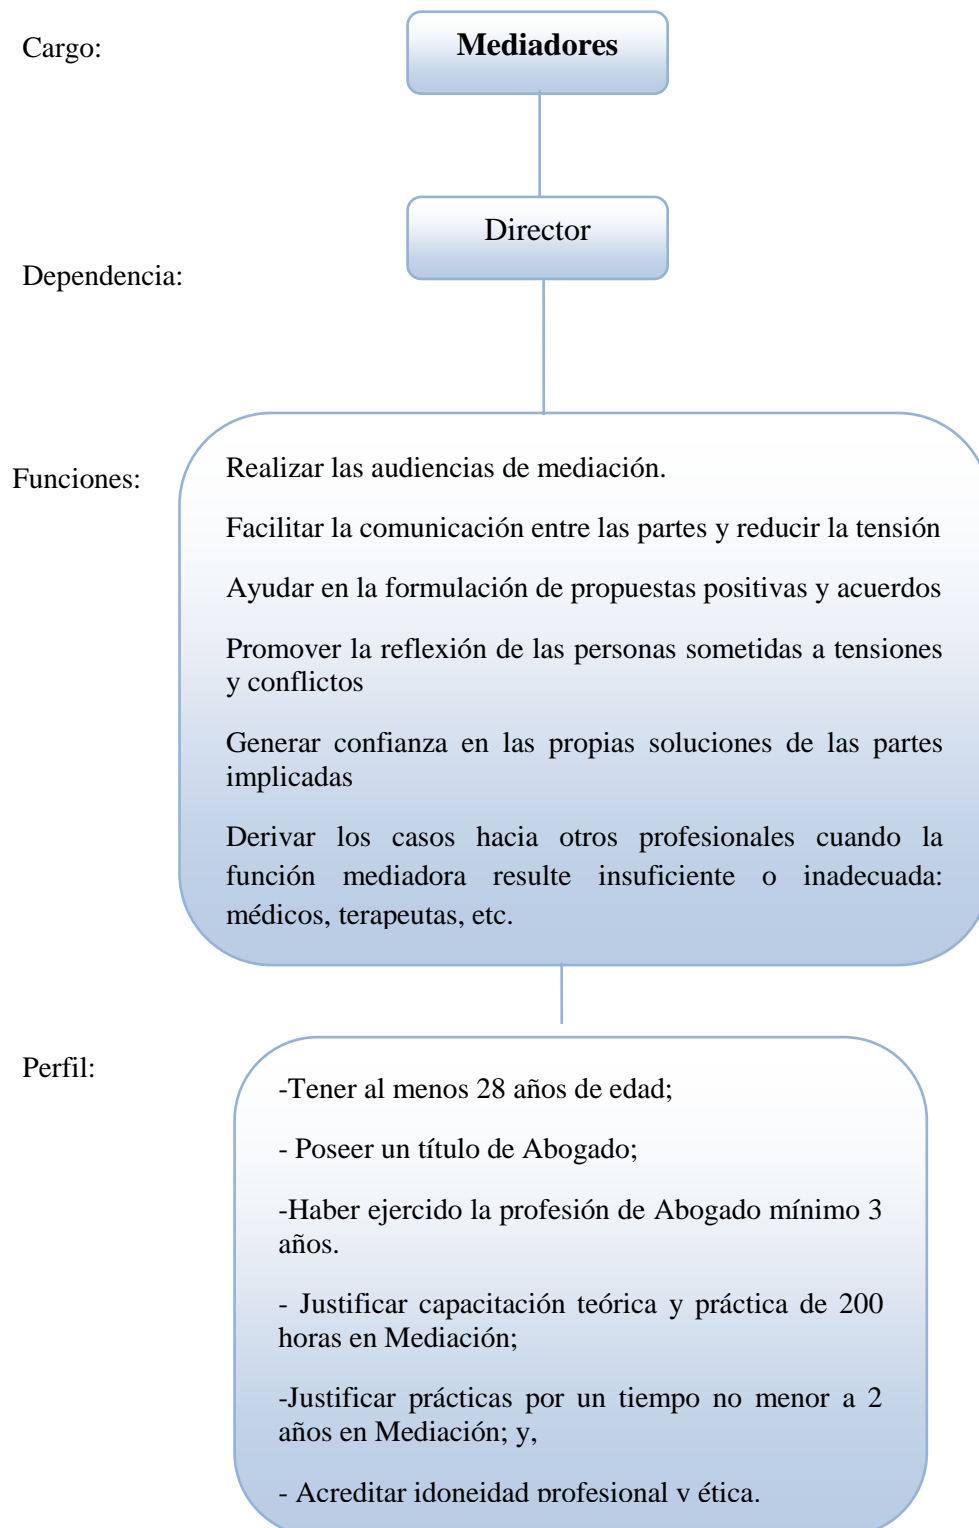 Cargo:
Mediadores
Director
Dependencia:
Funciones:
Realizar las audiencias de mediación.
Facilitar la comunicación entre las partes y reducir la tensión
Ayudar en la formulación de propuestas positivas y acuerdos
Promover la reflexión de las personas sometidas a tensiones
y conflictos
Generar confianza en las propias soluciones de las partes
implicadas
Derivar los casos hacia otros profesionales cuando la
función mediadora resulte insuficiente o inadecuada:
médicos, terapeutas, etc.
Perfil:
-Tener al menos 28 años de edad;
- Poseer un título de Abogado;
-Haber ejercido la profesión de Abogado mínimo 3
años.
- Justificar capacitación teórica y práctica de 200
horas en Mediación;
-Justificar prácticas por un tiempo no menor a 2
años en Mediación; y,
- Acreditar idoneidad profesional y ética.